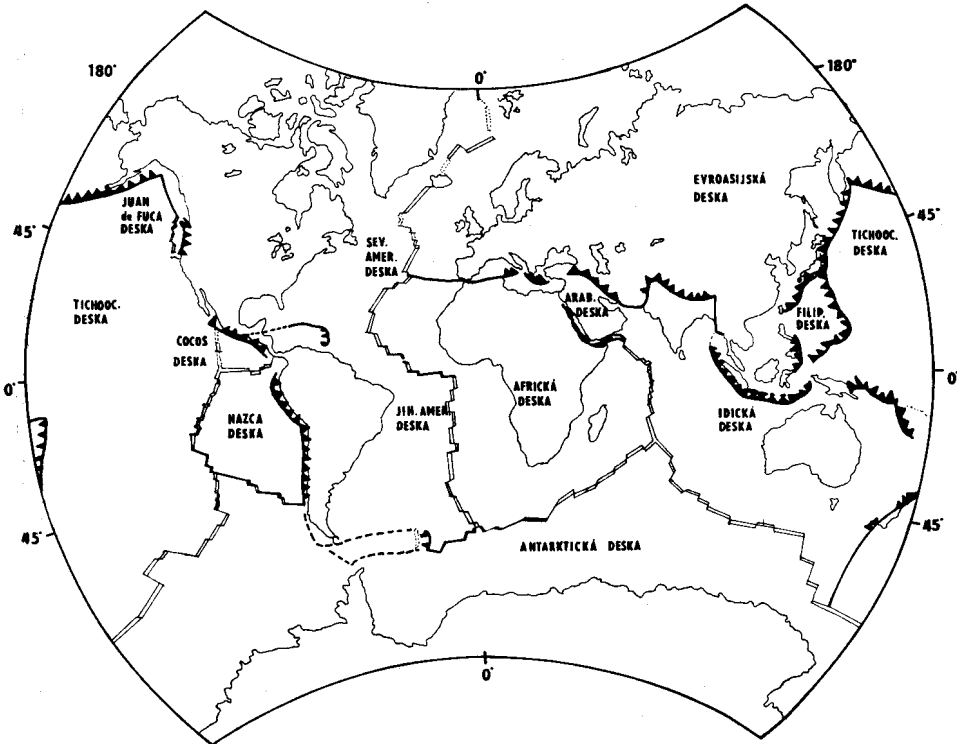 180°
0°
180°
EVROASIJSKÁ
DESKA
JUAN
de FUCA
DESKA
45°
45°
SEV.
AMER.
DESKA
TICHOOC.
DESKA
TICHOOC.
DESKA
ARAB.
DESKA
FILIP.
DESKA
COCOS
DESKA
0°
0°
AFRICKÁ
DESKA
NAZCA
DESKA
JIH. AMER.
DESKA
IDICKÁ
DESKA
45°
45°
ANTARKTICKÁ DESKA
0°